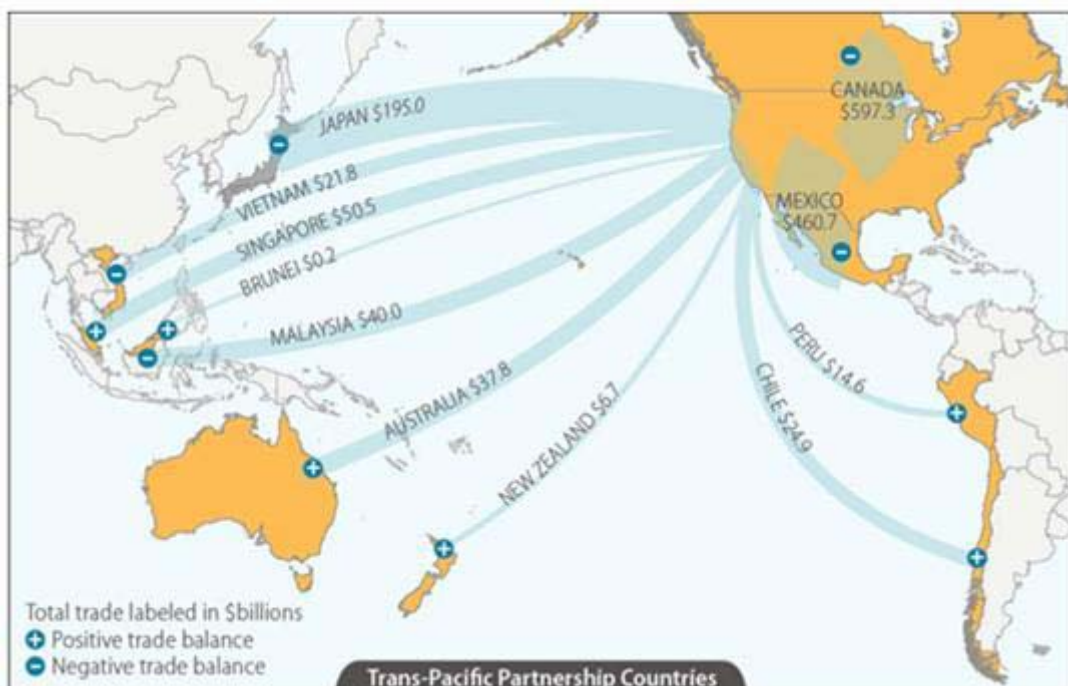 CANADA
$597.3
JAPAN $195.0
VIETNAM $21.8
SINGAPORE $50.5
BRUNEI $0.2
MEXICO
$460.7
MALAYSIA $40.0
AUSTRALIA $37.8
NEW ZEALAND $6.7
CHILE $24.9
PERU $14.6
Total trade labeled in $billions
+ Positive trade balance
− Negative trade balance
Trans-Pacific Partnership Countries